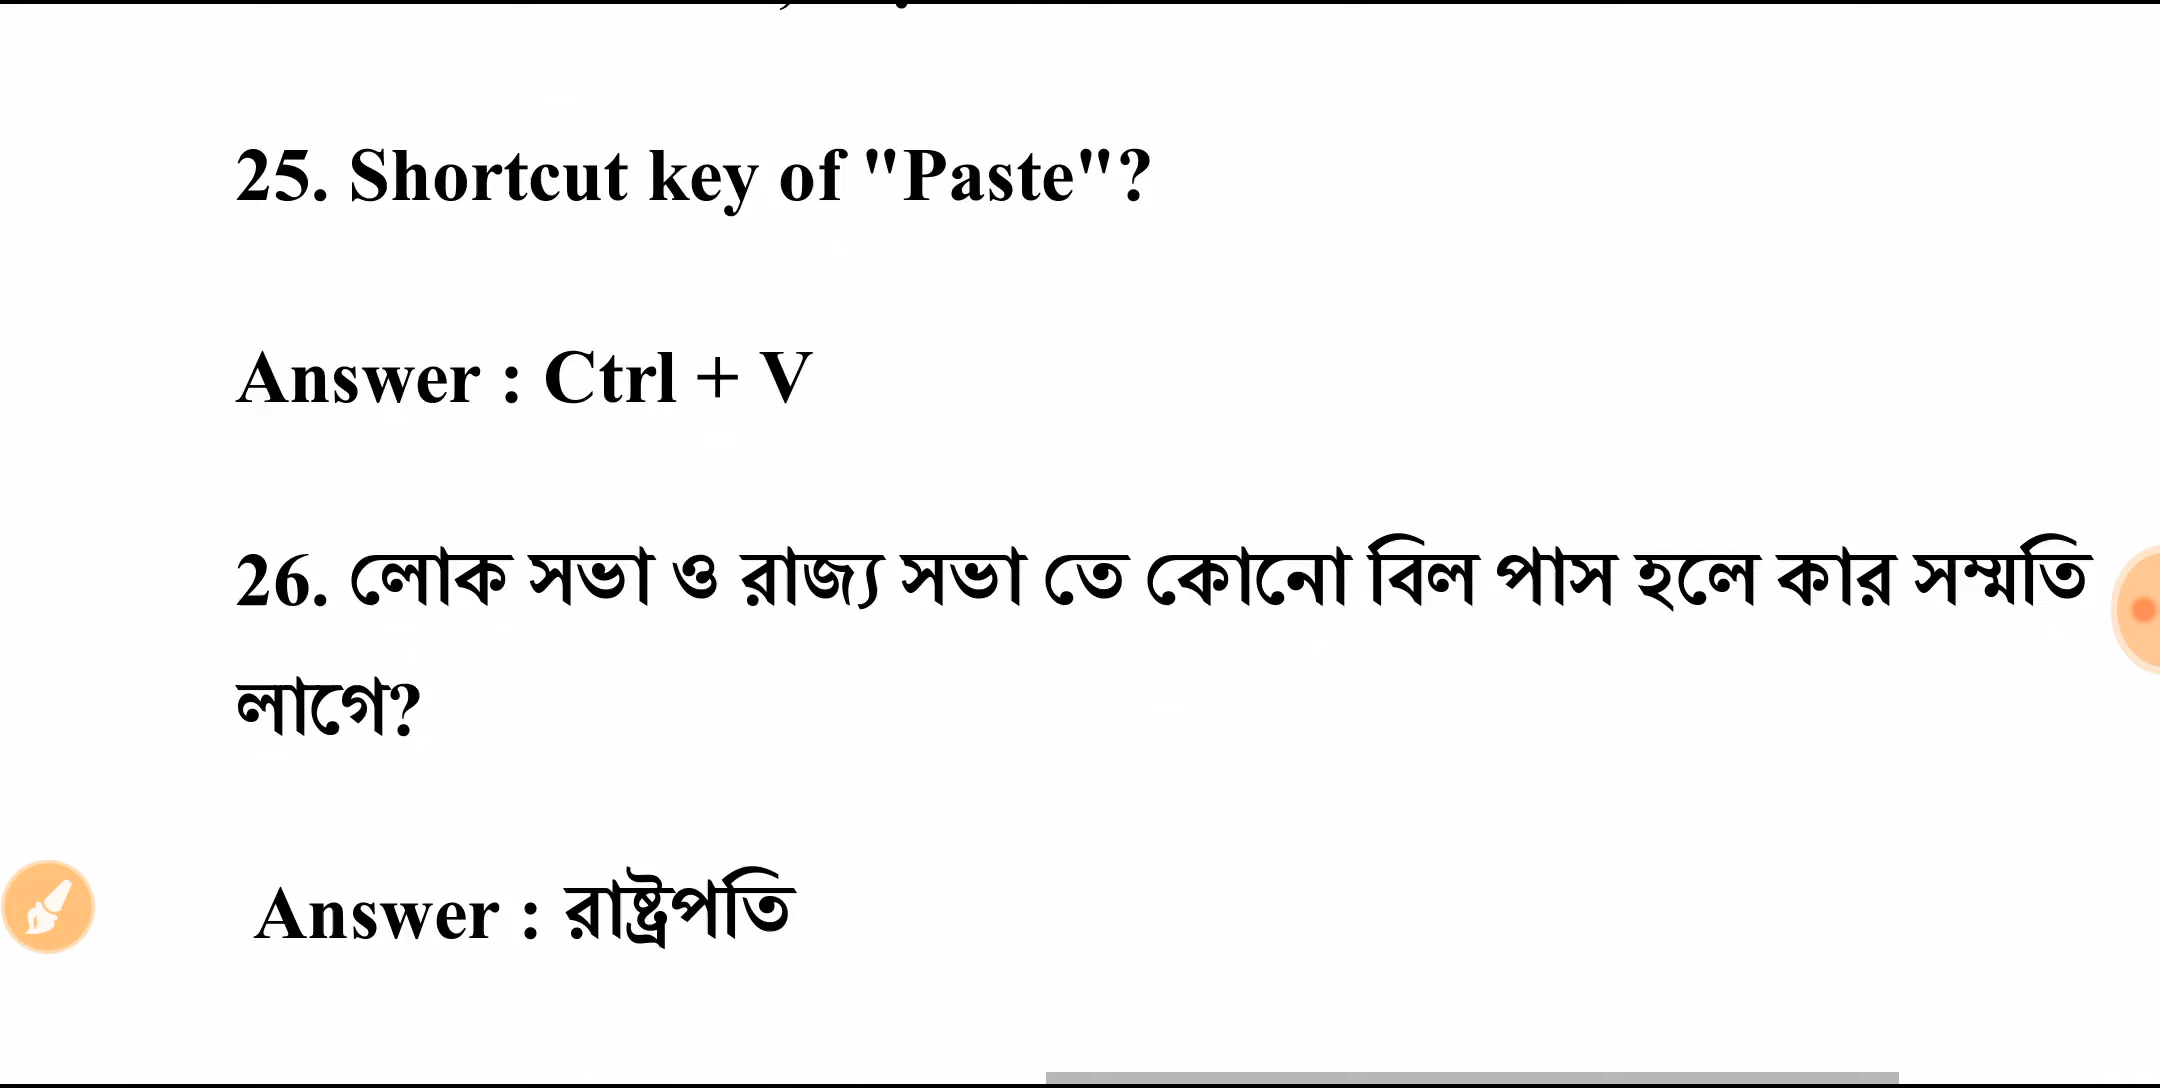 25. Shortcut key of "Paste"?
Answer : Ctrl + V
26. লোক সভা ও রাজ্য সভা তে কোনো বিল পাস হলে কার সম্মতি
লাগে?
Answer : রাষ্ট্রপতি